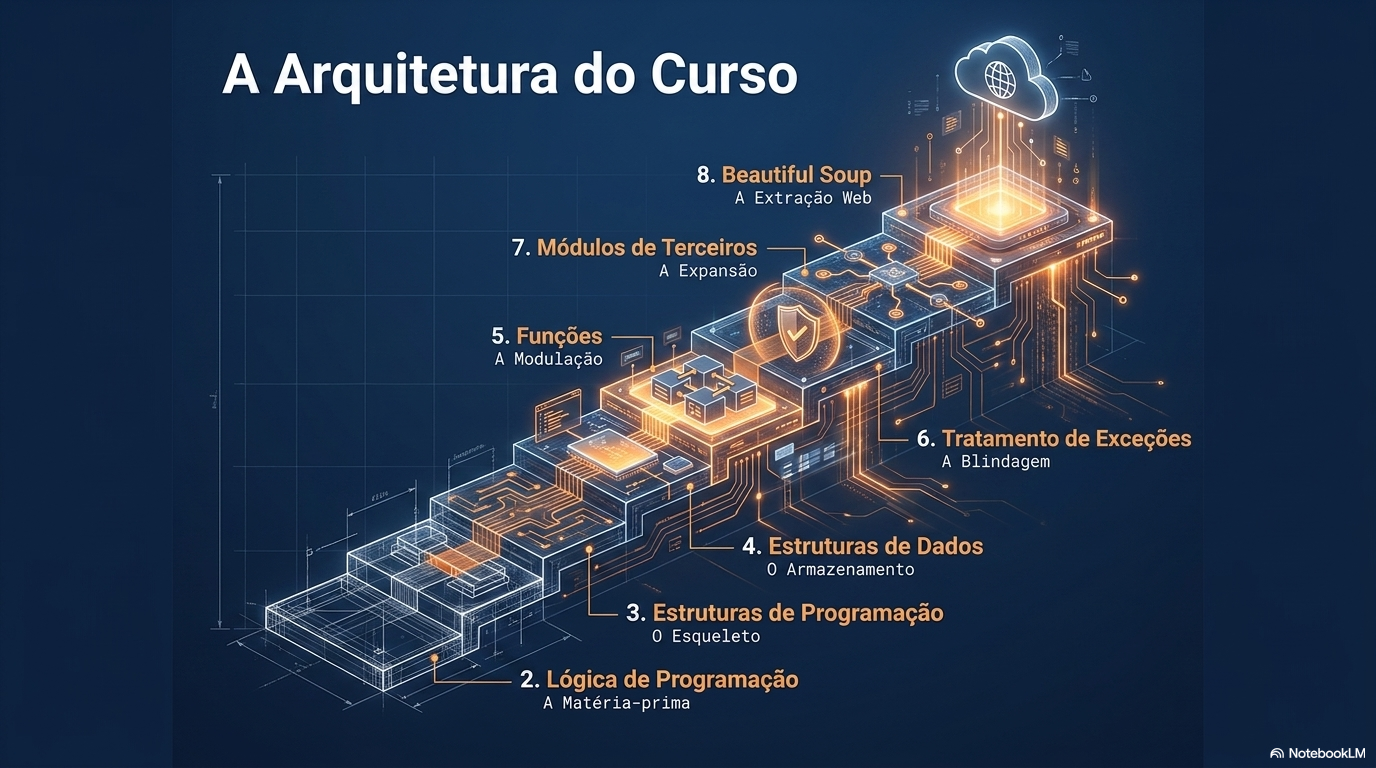 A Arquitetura do Curso
8. Beautiful Soup
A Extração Web
7. Módulos de Terceiros
A Expansão
5. Funções
A Modulação
6. Tratamento de Exceções
A Blindagem
4. Estruturas de Dados
O Armazenamento
3. Estruturas de Programação
O Esqueleto
2. Lógica de Programação
A Matéria-prima
NotebookLM